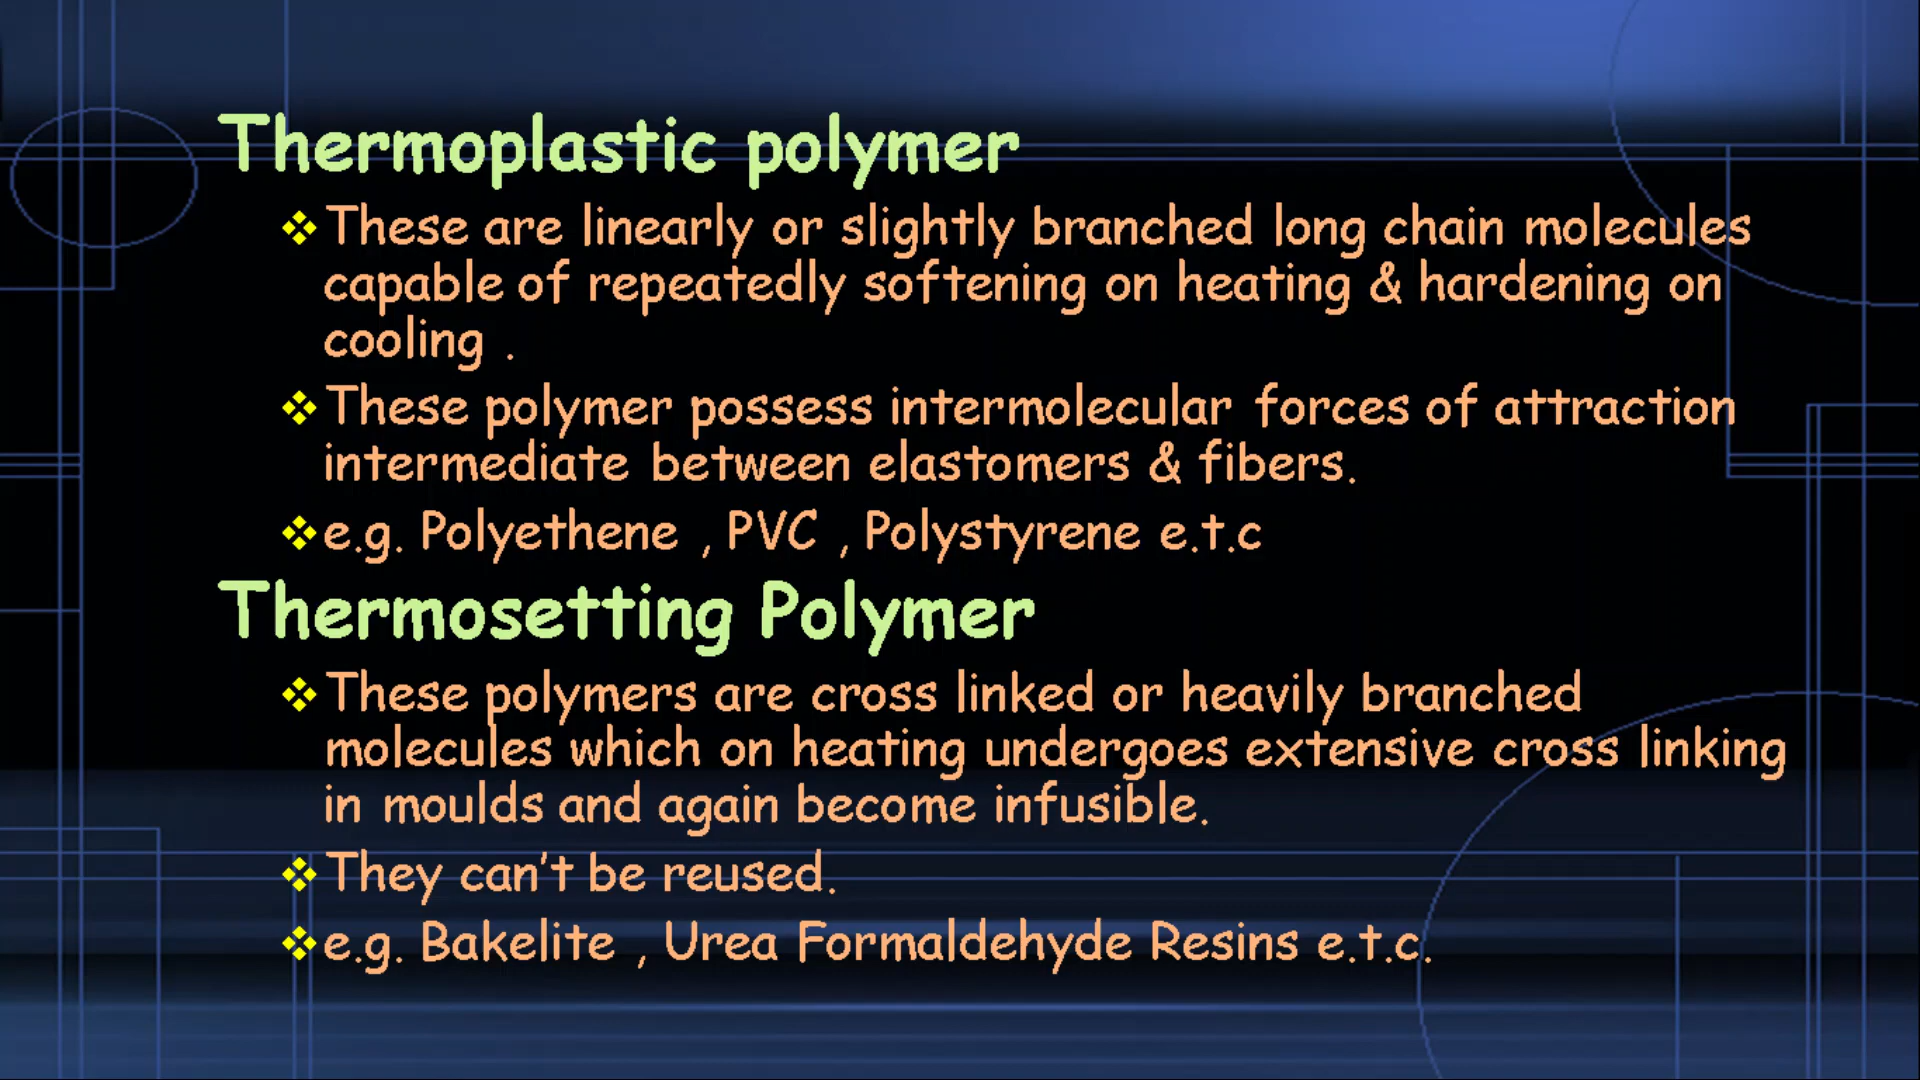 Thermoplastic polymer
❖These are linearly or slightly branched long chain molecules
capable of repeatedly softening on heating & hardening on
cooling .
❖These polymer possess intermolecular forces of attraction
intermediate between elastomers & fibers.
❖e.g. Polyethene , PVC , Polystyrene e.t.c
Thermosetting Polymer
❖These polymers are cross linked or heavily branched
molecules which on heating undergoes extensive cross linking
in moulds and again become infusible.
❖They can't be reused.
❖e.g. Bakelite , Urea Formaldehyde Resins e.t.c.